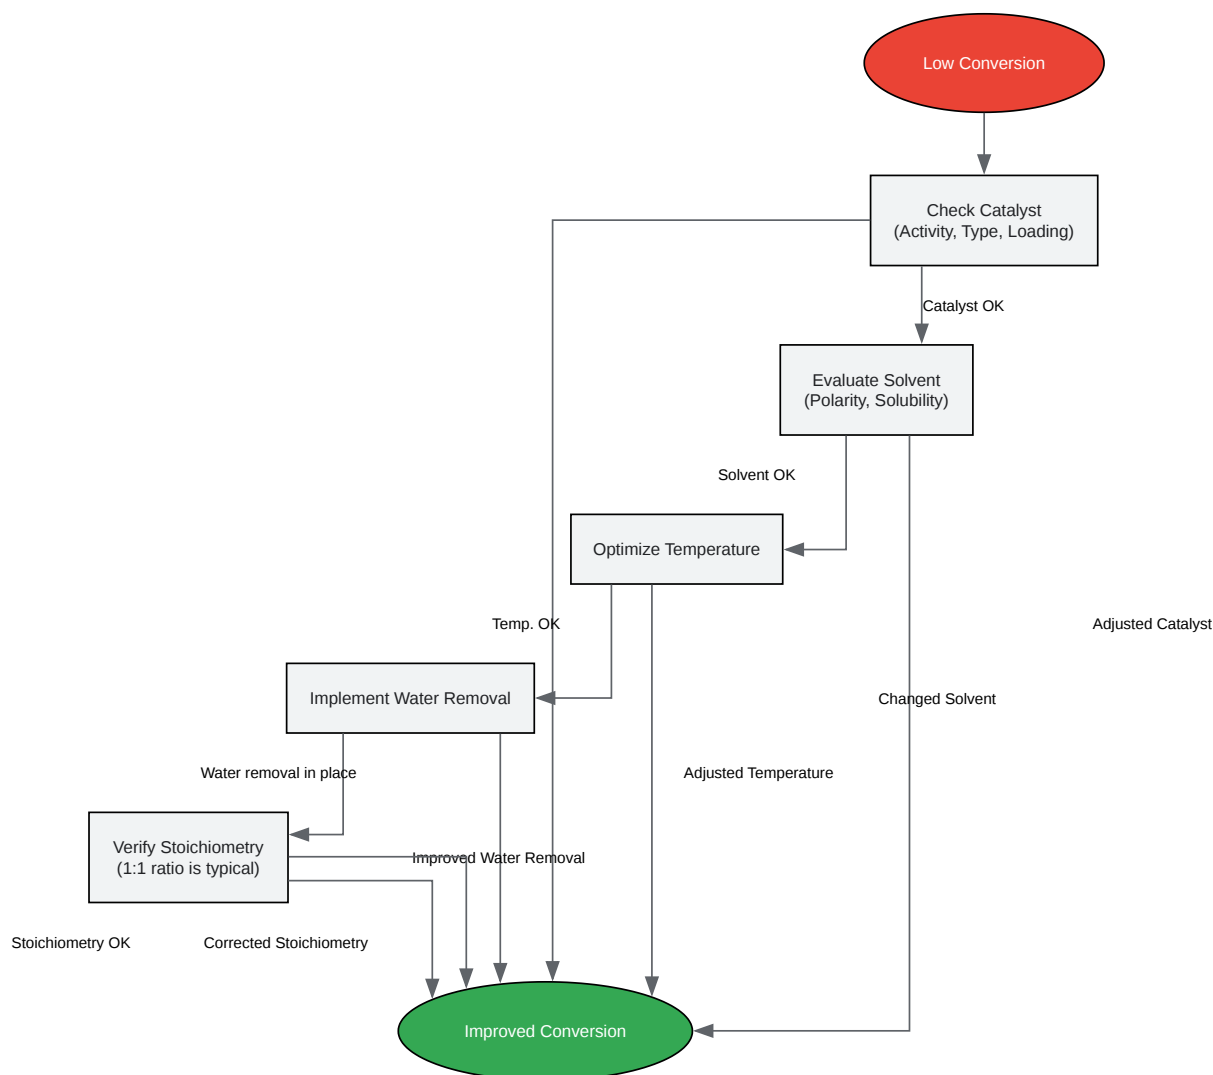 Low Conversion
Check Catalyst
(Activity, Type, Loading)
Catalyst OK
Evaluate Solvent
(Polarity, Solubility)
Solvent OK
Optimize Temperature
Temp. OK
Adjusted Catalyst
Implement Water Removal
Changed Solvent
Water removal in place
Adjusted Temperature
Verify Stoichiometry
(1:1 ratio is typical)
Improved Water Removal
Stoichiometry OK
Corrected Stoichiometry
Improved Conversion